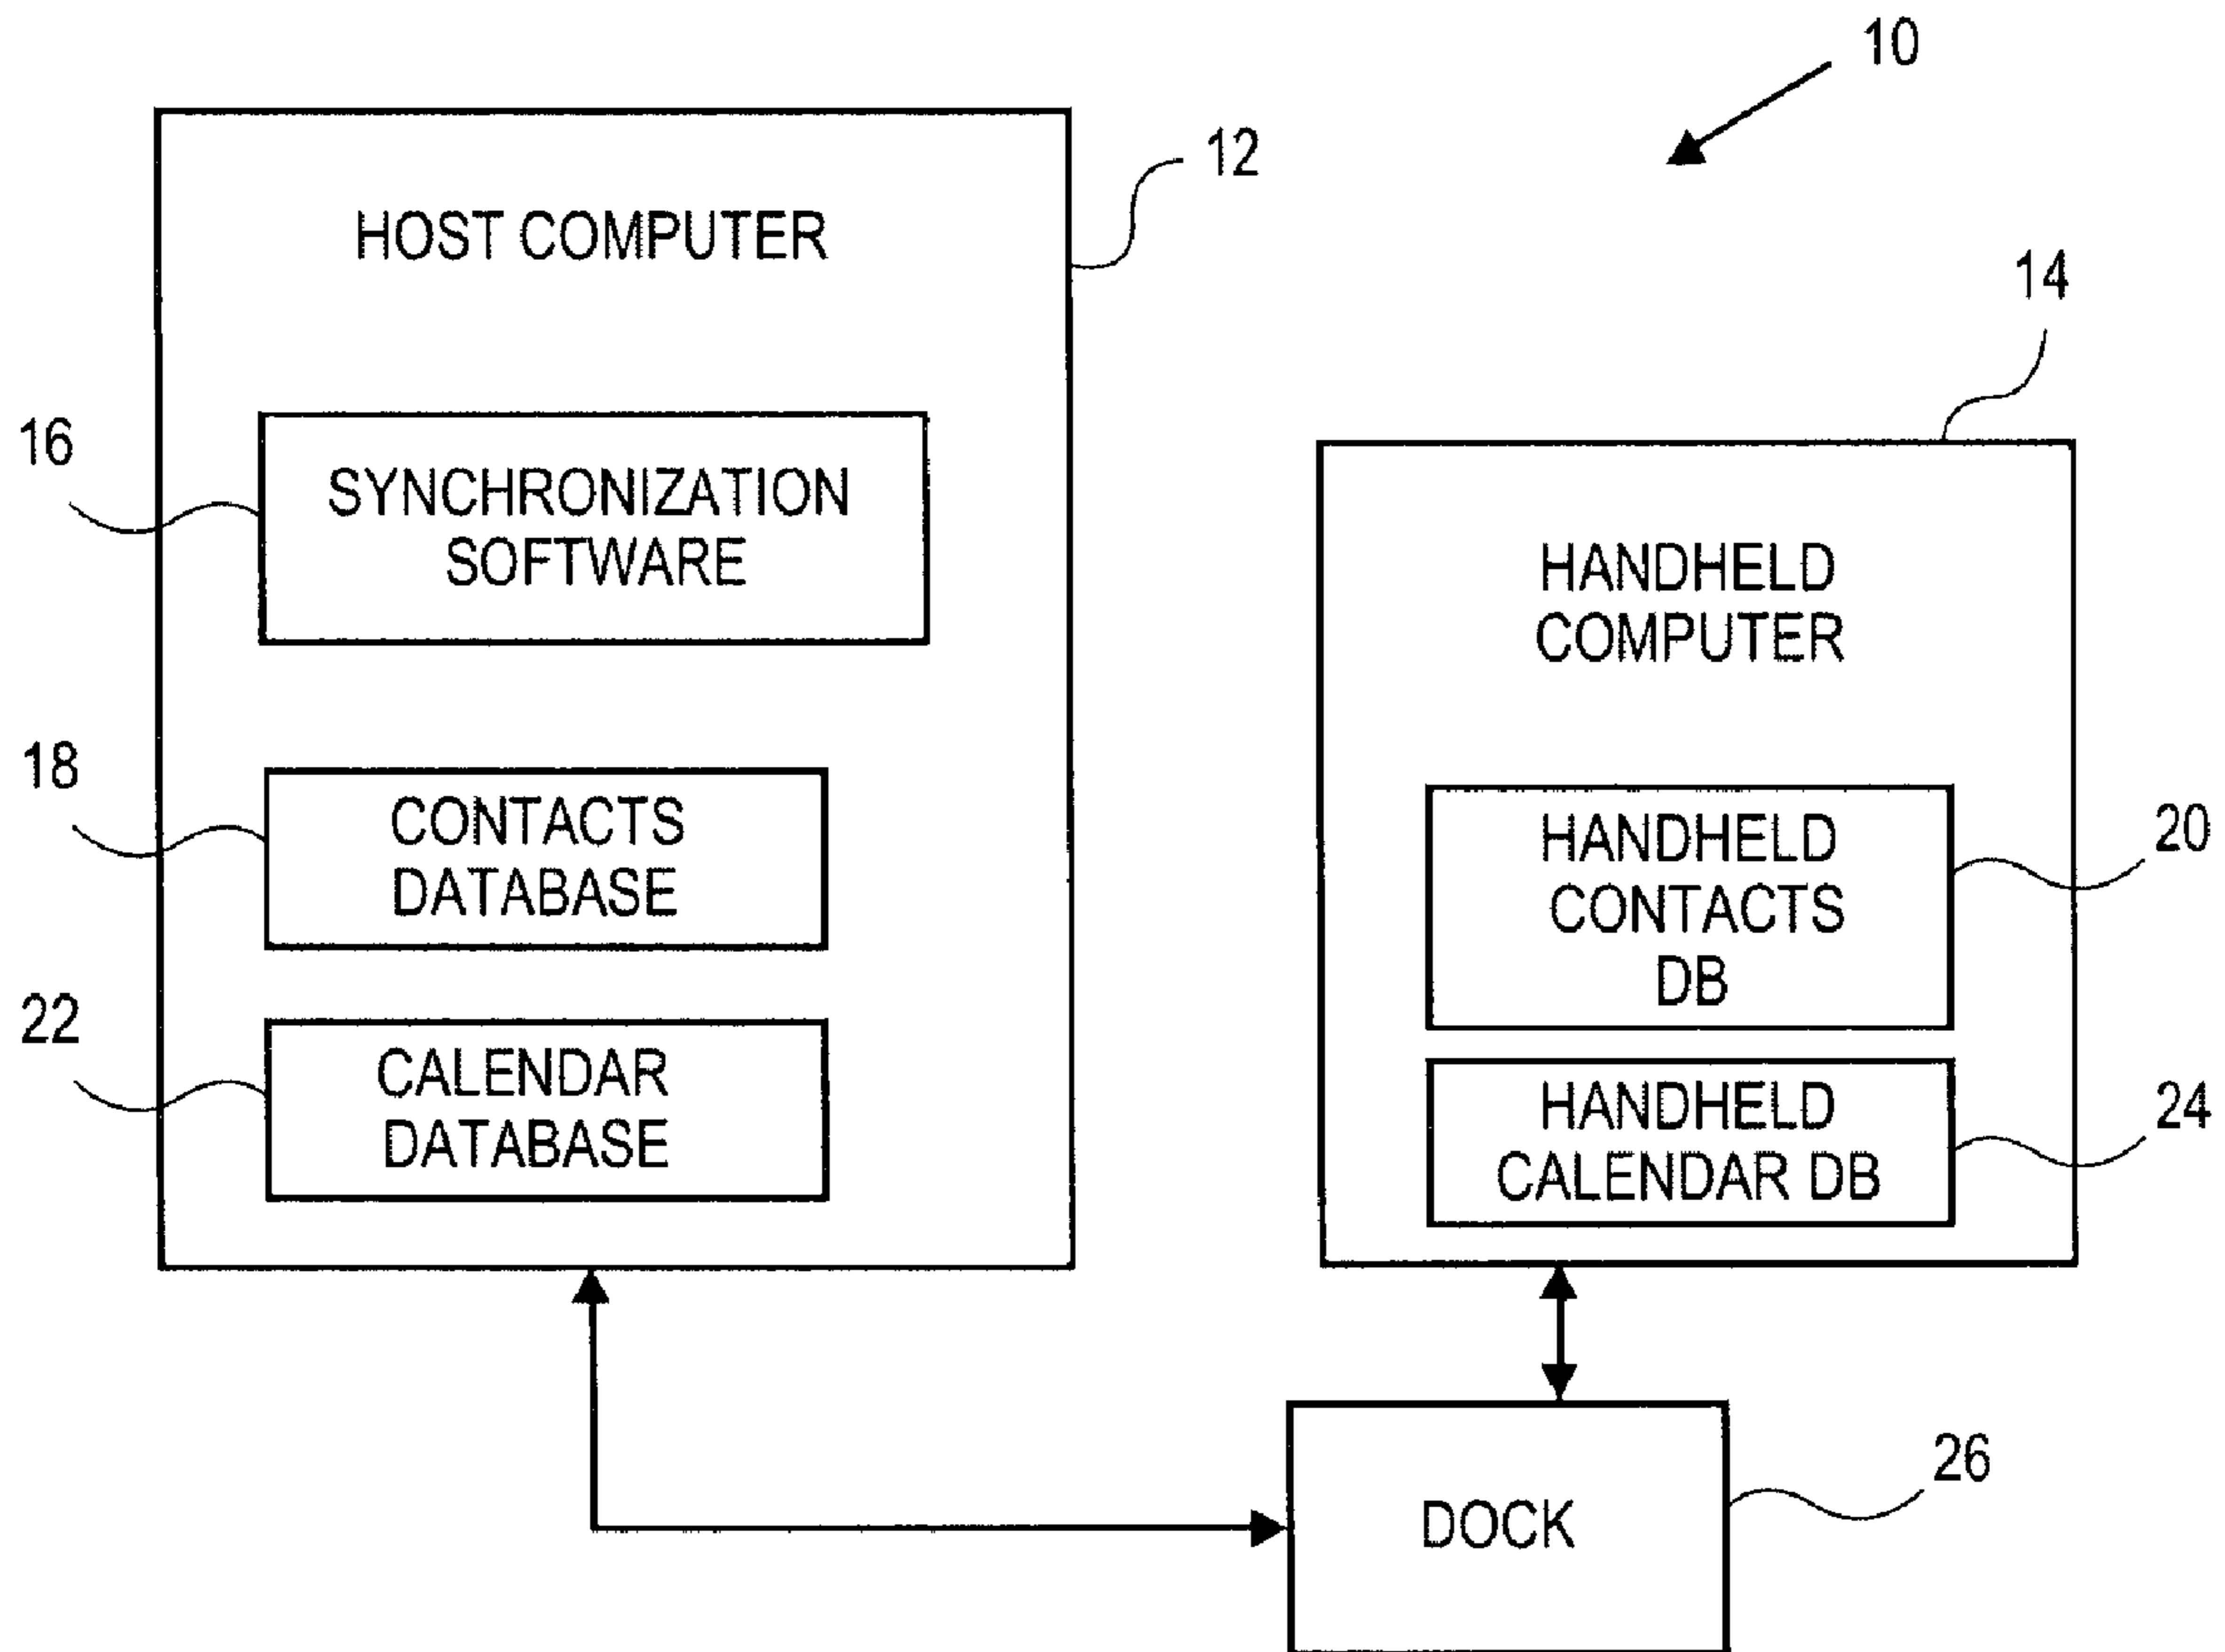 10
12
HOST COMPUTER
14
16
SYNCHRONIZATION
SOFTWARE
HANDHELD
COMPUTER
18
CONTACTS
DATABASE
HANDHELD
CONTACTS
DB
20
22
CALENDAR
DATABASE
HANDHELD
CALENDAR DB
24
26
DOCK